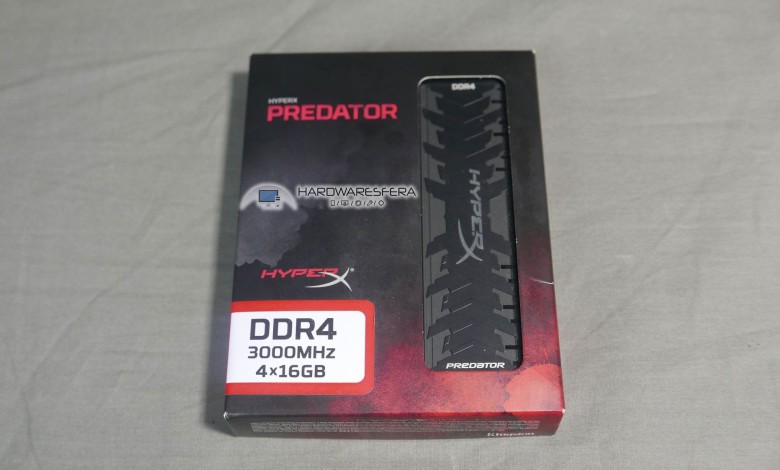 HYPERX
PREDATOR
DDR4
HARDWARESFERA
HYPERX®
HYPERX
DDR4
3000MHz
4×16GB
PREDATOR
Kingston